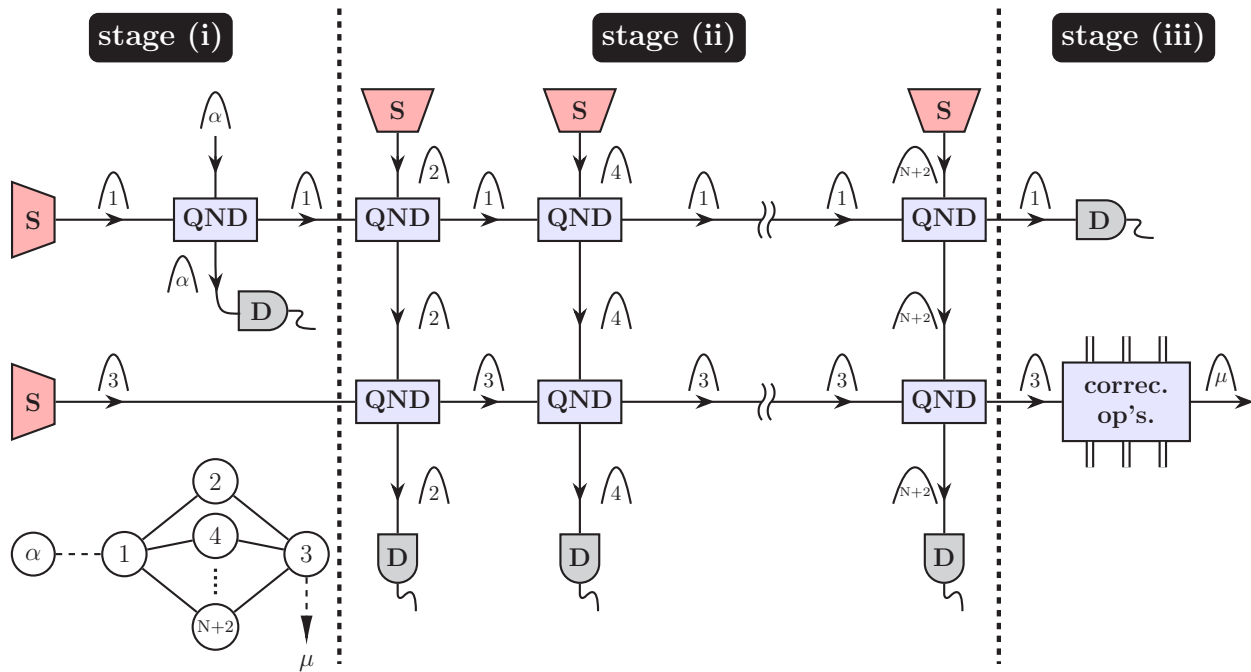 stage (i)
stage (ii)
stage (iii)
S S S
α
2 4 N+2
1 1 1 1 1 1
S QND QND QND QND D
α
D
2 4 N+2
3 3 3 3 3 μ
S QND QND QND correc.
op's.
2 4 N+2
2
4
α 1 3
D D D
N+2
μ